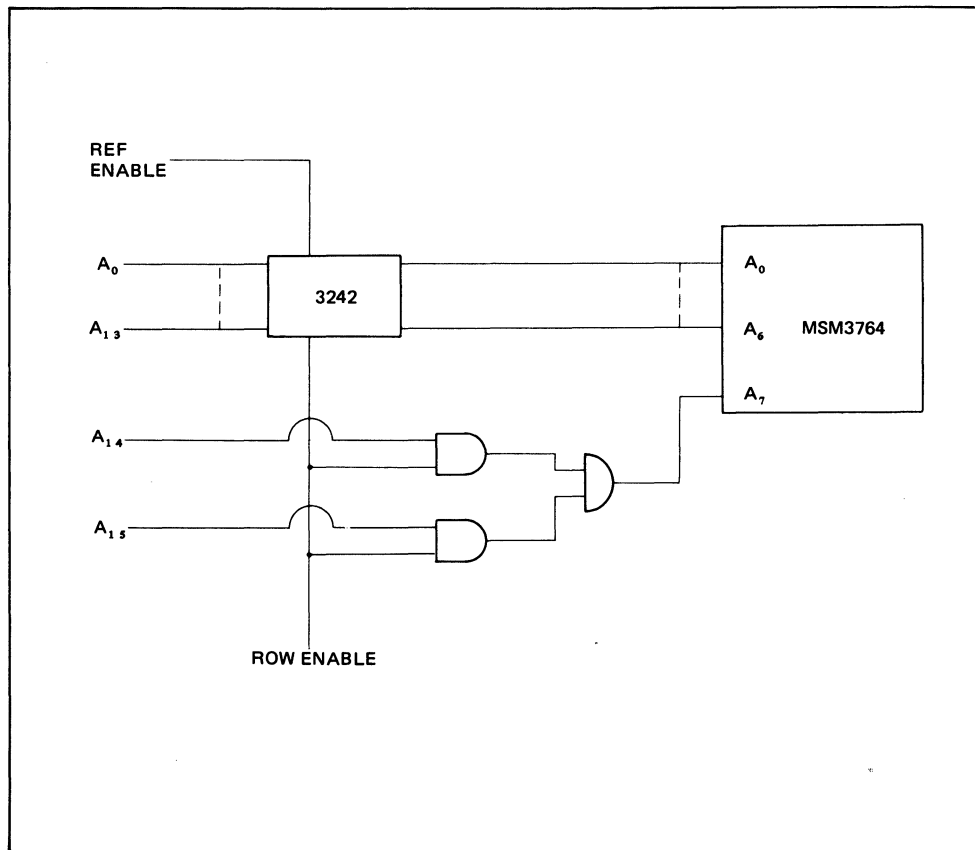 REF
ENABLE
A₀
3242
A₀
A₁₃
A₆
MSM3764
A₇
A₁₄
A₁₅
ROW ENABLE